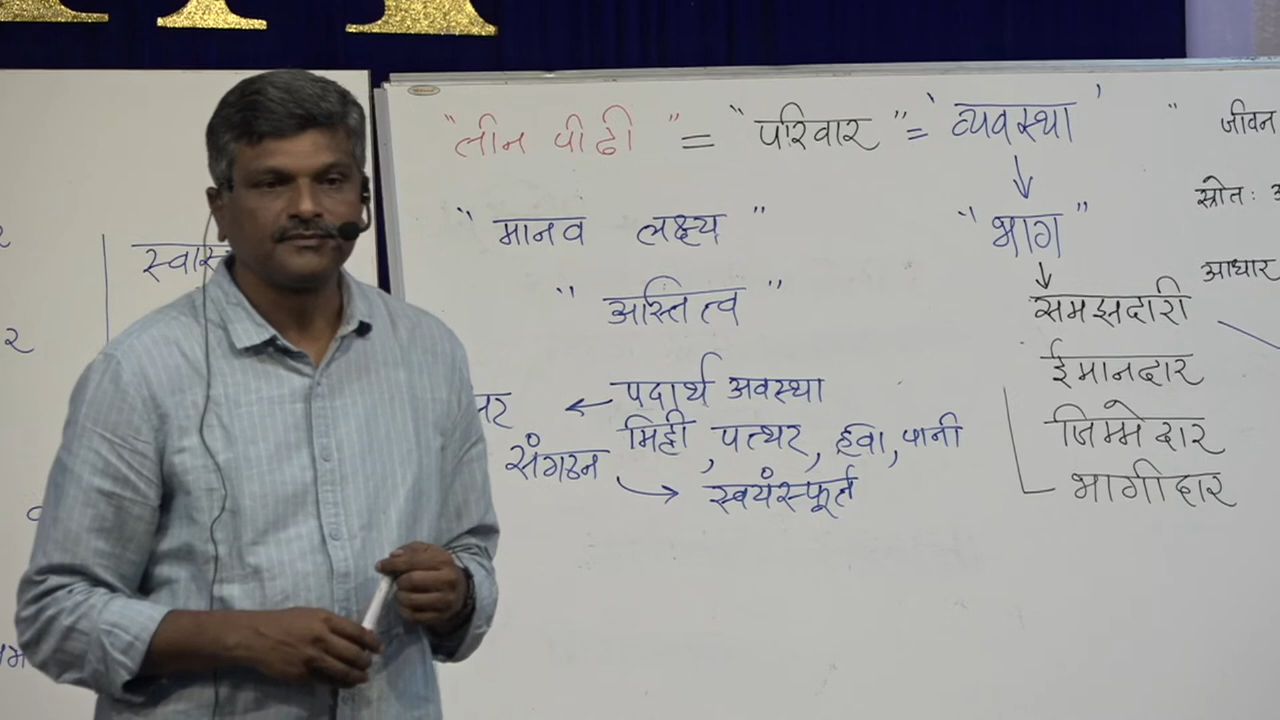 "तीन पीढी" = "परिवार" = 'व्यवस्था'
↓
"मानव लक्ष्य" "भाग"
↓
"अस्तित्व" समझदारी
ईमानदार
← पदार्थ अवस्था
मिट्टी, पत्थर, हवा, पानी जिम्मेदार
संगठन → स्वयंस्फूर्त भागीदार
" जीवन
स्रोत:
आधार